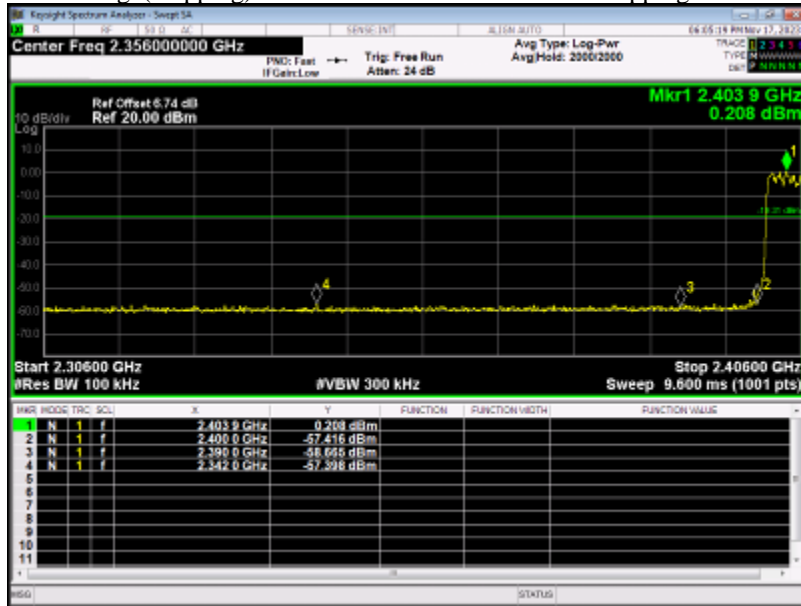 Keysight Spectrum Analyzer - Swept SA
RF 50 Ω AC SENSE:INT ALIGN AUTO 06:05:19 PM Nov 17, 2023
Center Freq 2.356000000 GHz
PNO: Fast
IFGain:Low
Trig: Free Run
Atten: 24 dB
Avg Type: Log-Pwr
Avg|Hold: 2000/2000
TRACE 1 2 3 4 5
TYPE M
DET P N N N N
Ref Offset 6.74 dB
10 dB/div Ref 20.00 dBm
Log
Mkr1 2.403 9 GHz
0.208 dBm
10.0
0.00
-10.0
-20.0
-30.0
-40.0
-50.0
-60.0
-70.0
1
2
3
4
Start 2.30600 GHz Stop 2.40600 GHz
#Res BW 100 kHz #VBW 300 kHz Sweep 9.600 ms (1001 pts)
MKR MODE TRC SCL X Y FUNCTION FUNCTION WIDTH FUNCTION VALUE
1 N 1 f 2.403 9 GHz 0.208 dBm
2 N 1 f 2.400 0 GHz -57.416 dBm
3 N 1 f 2.390 0 GHz -58.665 dBm
4 N 1 f 2.342 0 GHz -57.398 dBm
5
6
7
8
9
10
11
MSG STATUS